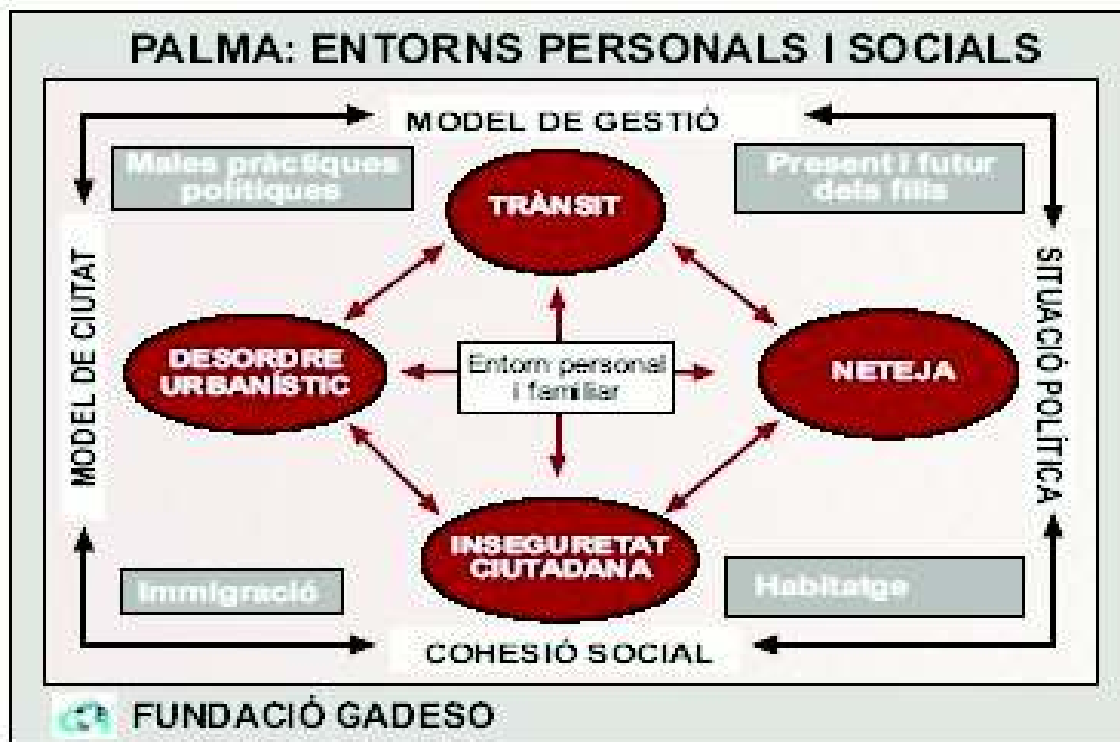 PALMA: ENTORNS PERSONALS I SOCIALS
MODEL DE GESTIÓ
Males pràctiques
polítiques
Present i futur
dels fills
TRÀNSIT
MODEL DE CIUTAT
SITUACIÓ POLÍTICA
DESORDRE
URBANÍSTIC
Entorn personal
i familiar
NETEJA
INSEGURETAT
CIUTADANA
Immigració
Habitatge
COHESIÓ SOCIAL
FUNDACIÓ GADESO